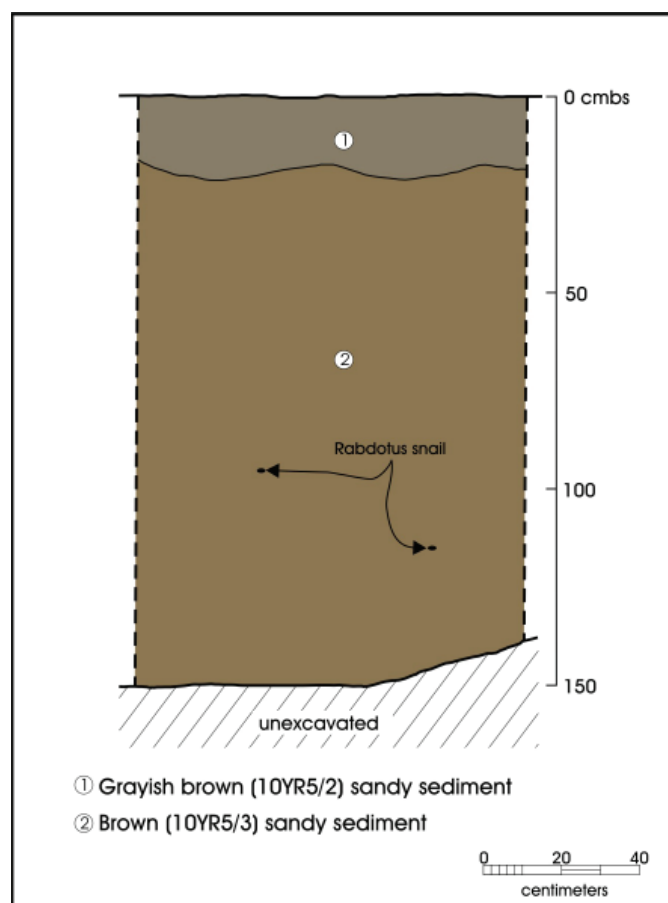 0 cmbs
①
50
②
Rabdotus snail
100
150
unexcavated
① Grayish brown (10YR5/2) sandy sediment
② Brown (10YR5/3) sandy sediment
0 20 40
centimeters